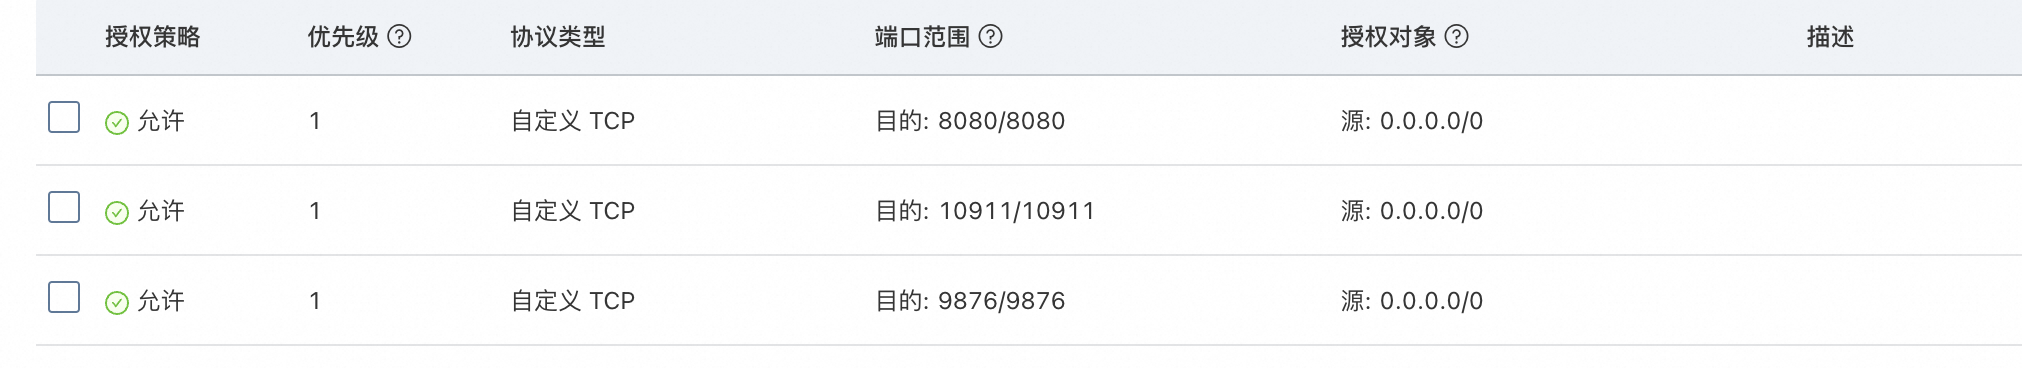 授权策略 优先级 协议类型 端口范围 授权对象 描述
允许 1 自定义 TCP 目的: 8080/8080 源: 0.0.0.0/0
允许 1 自定义 TCP 目的: 10911/10911 源: 0.0.0.0/0
允许 1 自定义 TCP 目的: 9876/9876 源: 0.0.0.0/0